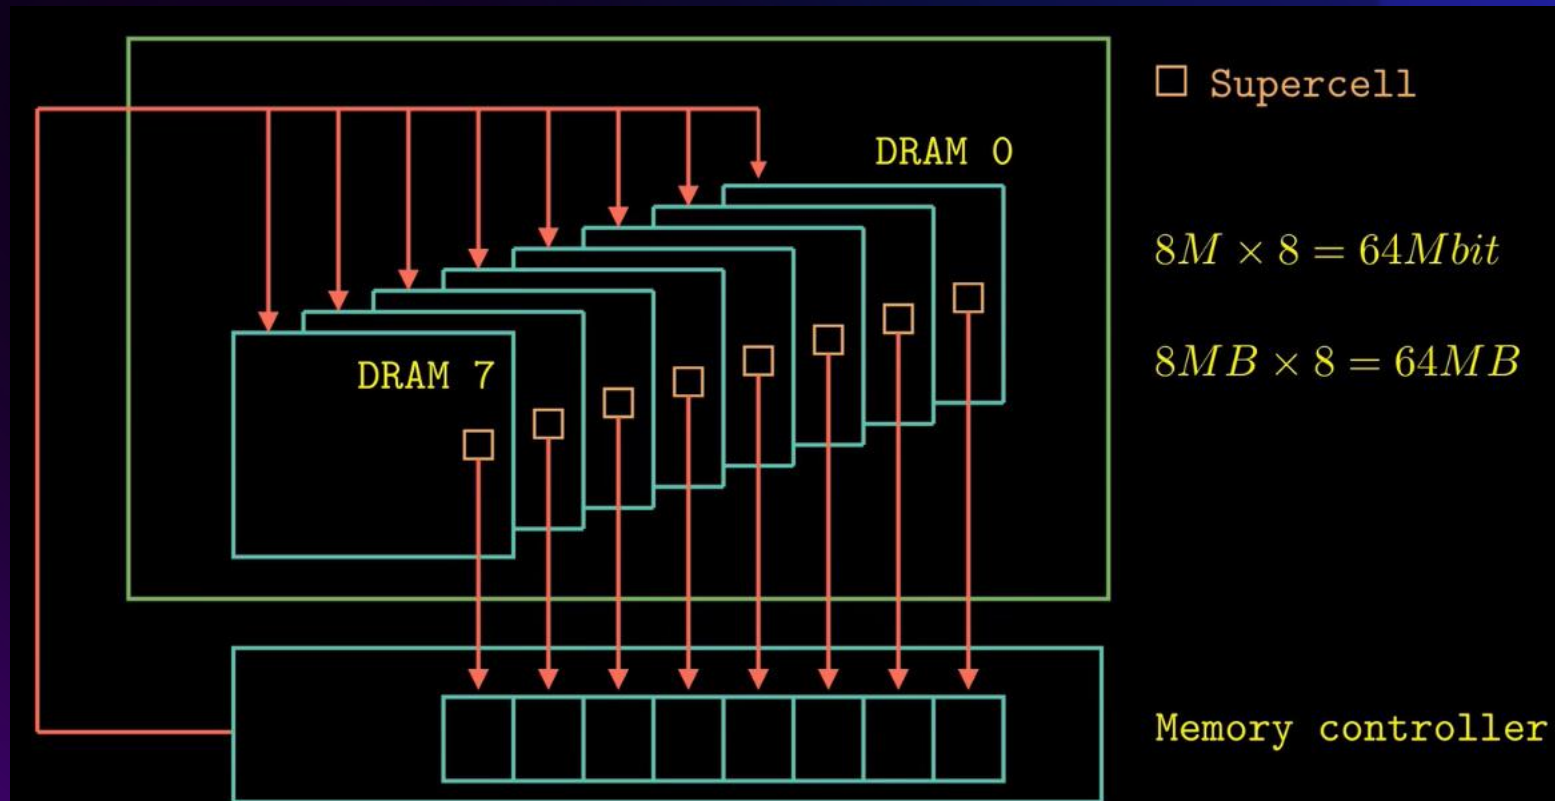 Supercell
DRAM 0
8M × 8 = 64Mbit
8MB × 8 = 64MB
DRAM 7
Memory controller